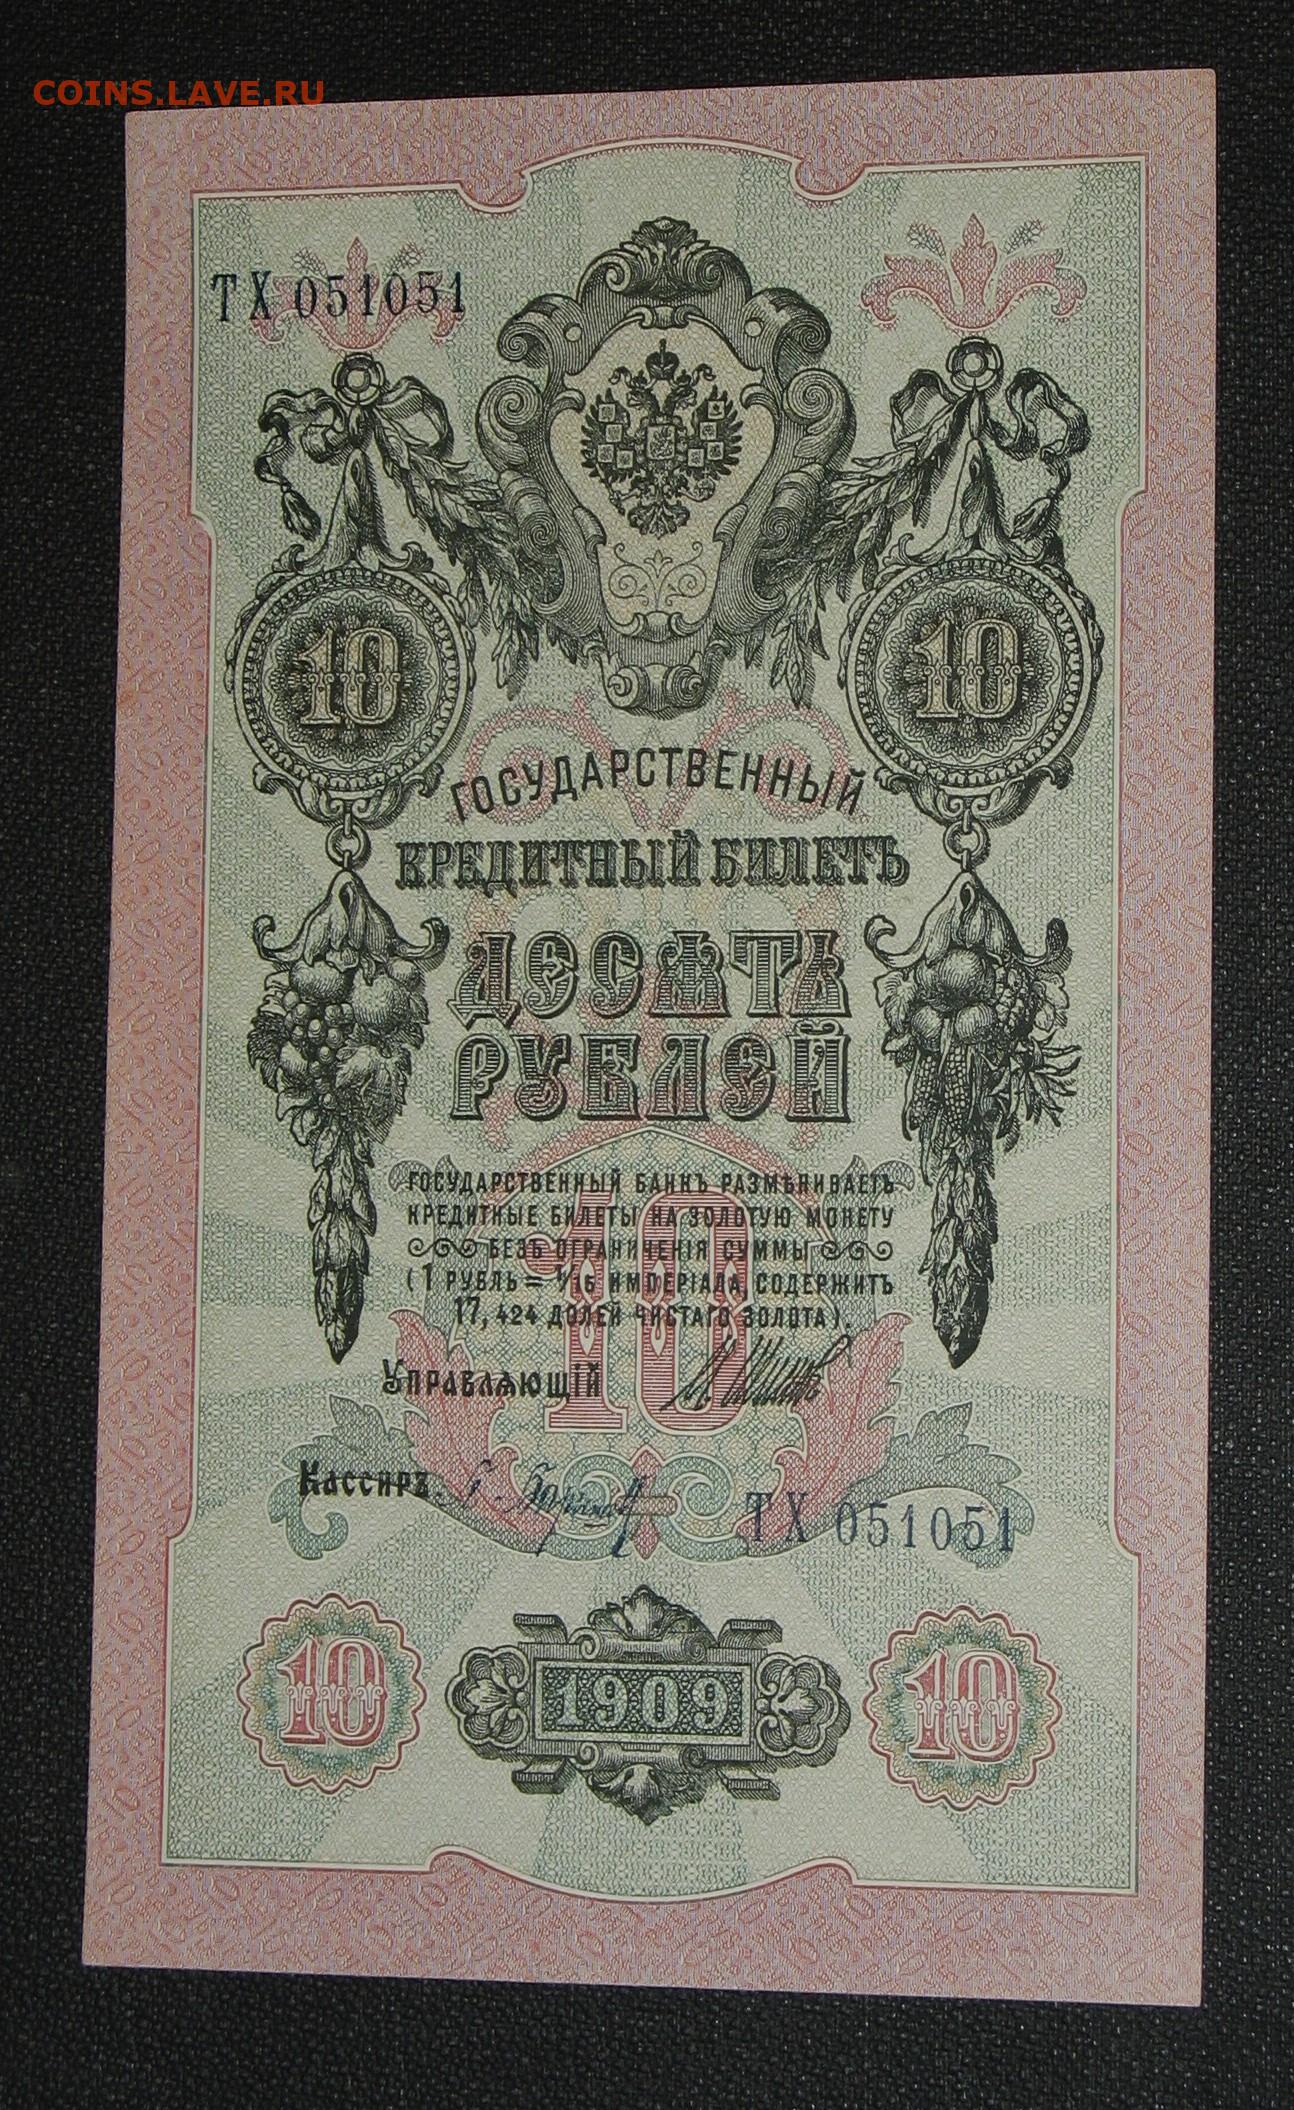 COINS.LAVE.RU
ТХ 051051
10 10
ГОСУДАРСТВЕННЫЙ
КРЕДИТНЫЙ БИЛЕТЪ
ДЕСѦТЬ
РУБЛЕЙ
10
ГОСУДАРСТВЕННЫЙ БАНКЪ РАЗМѢНИВАЕТЪ
КРЕДИТНЫЕ БИЛЕТЫ НА ЗОЛОТУЮ МОНЕТУ
БЕЗЪ ОГРАНИЧЕНІЯ СУММЫ
(1 РУБЛЬ = 1/15 ИМПЕРІАЛА, СОДЕРЖИТЪ
17,424 ДОЛЕЙ ЧИСТАГО ЗОЛОТА).
УПРАВЛѦЮЩІЙ
Кассиръ
ТХ 051051
10 1909 10